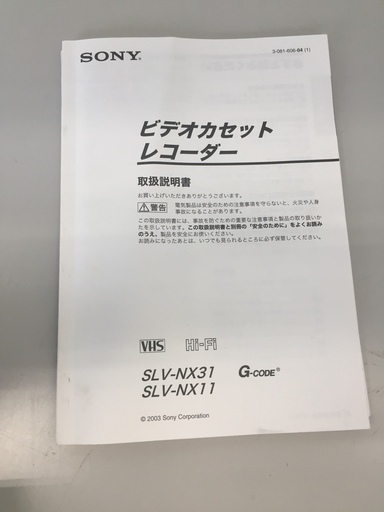 SONY®
3-081-606-04 (1)
ビデオカセット
レコーダー
取扱説明書
お買い上げいただきありがとうございます。
警告
電気製品は安全のための注意事項を守らないと、火災や人身
事故になることがあります。
この取扱説明書には、事故を防ぐための重要な注意事項と製品の取り扱いか
たを示しています。この取扱説明書と別冊の「安全のために」をよくお読み
のうえ、製品を安全にお使いください。
お読みになったあとは、いつでも見られるところに必ず保管してください。
VHS Hi-Fi
SLV-NX31 G-CODE®
SLV-NX11
© 2003 Sony Corporation